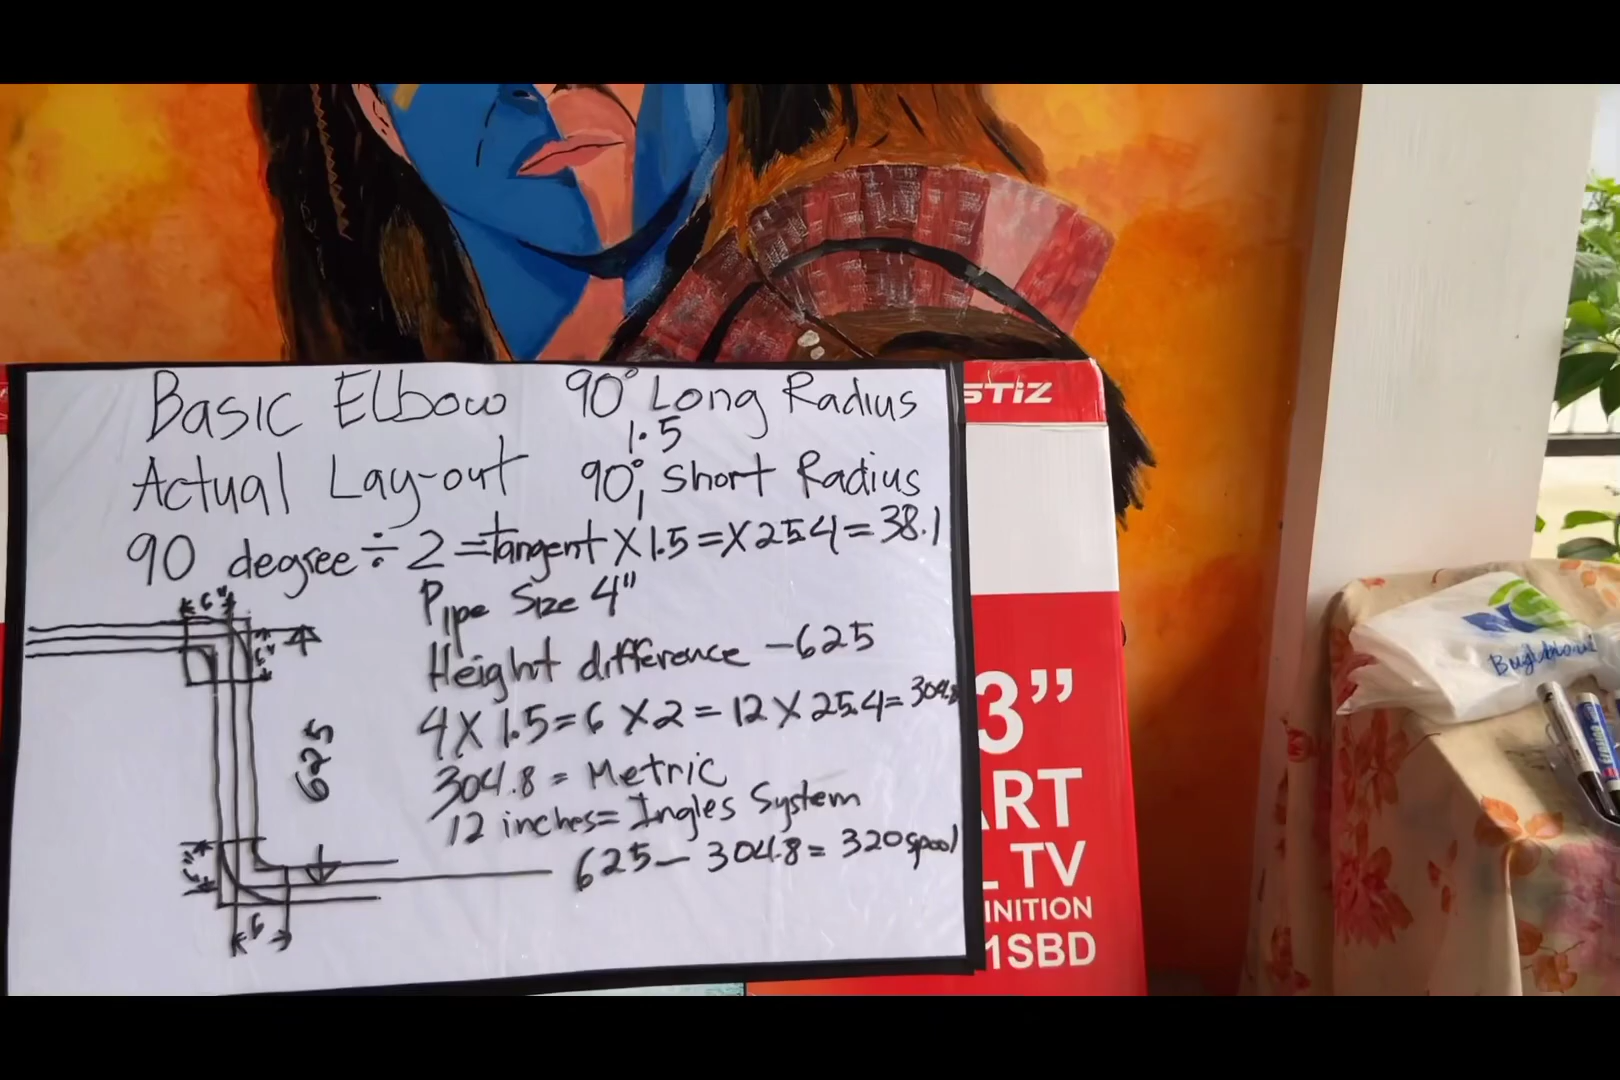 Basic Elbow 90° Long Radius
1.5
Actual Lay-out 90° Short Radius
1
90 degree ÷ 2 = tangent X 1.5 = X 25.4 = 38.1
Pipe Size 4"
Height difference - 625
4 X 1.5 = 6 X 2 = 12 X 25.4 = 304.8
304.8 = Metric
12 inches = Ingles System
625 - 304.8 = 320 spool
6"
6"
625
6"
6
STiZ
3”
ART
L TV
INITION
1SBD